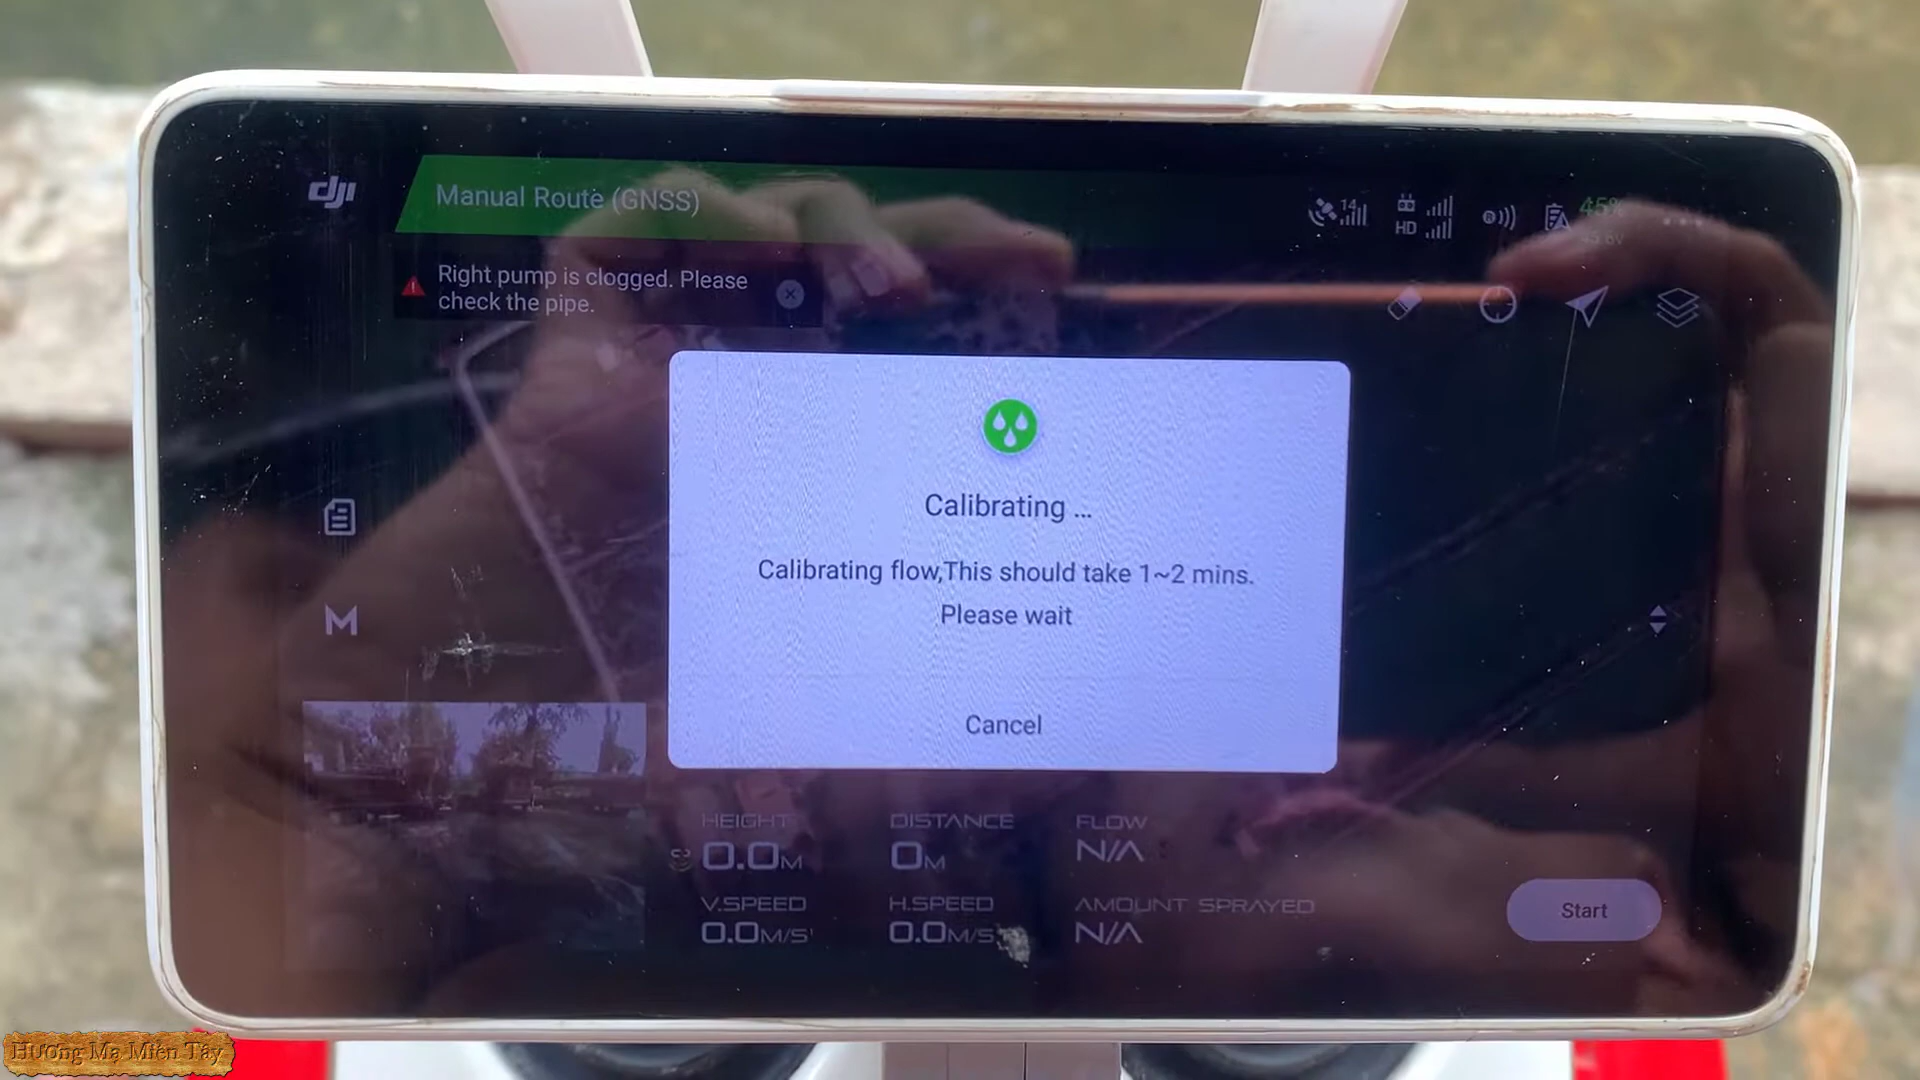 dji
Manual Route (GNSS)
14
HD
45%
Right pump is clogged. Please
check the pipe.
Calibrating ...
Calibrating flow,This should take 1~2 mins.
Please wait
Cancel
M
HEIGHT
0.0M
DISTANCE
0M
FLOW
N/A
V.SPEED
0.0M/S
H.SPEED
0.0M/S
AMOUNT SPRAYED
N/A
Start
Hương Mạ Miền Tây